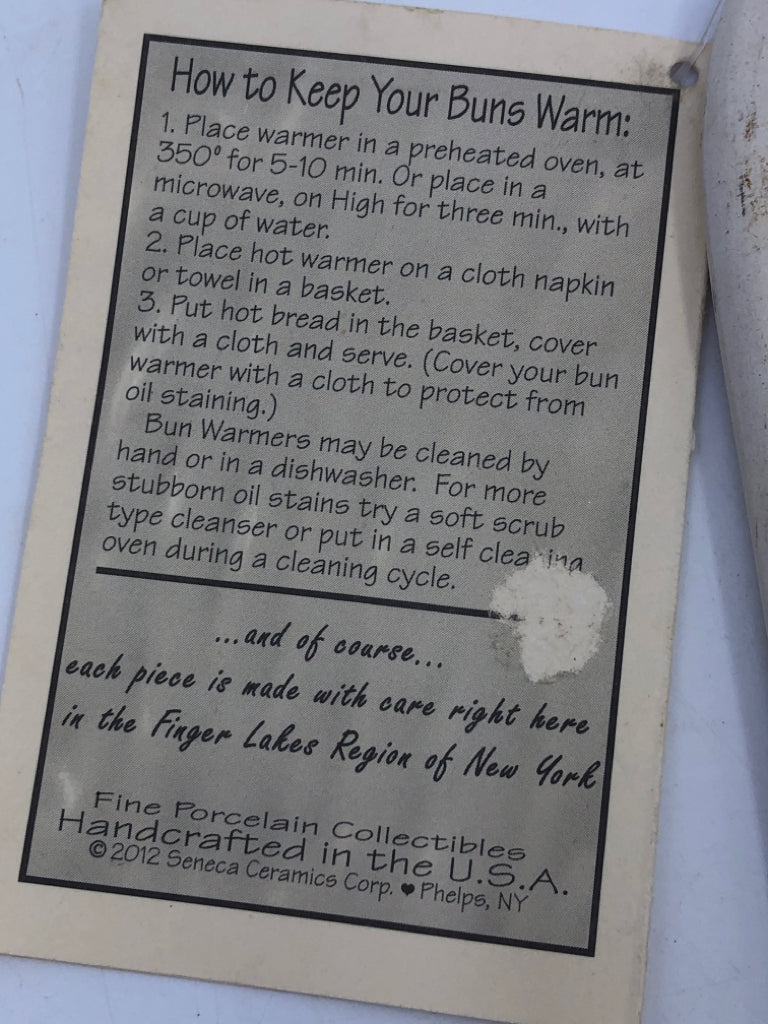 How to Keep Your Buns Warm:
1. Place warmer in a preheated oven, at
350° for 5-10 min. Or place in a
microwave, on High for three min., with
a cup of water.
2. Place hot warmer on a cloth napkin
or towel in a basket.
3. Put hot bread in the basket, cover
with a cloth and serve. (Cover your bun
warmer with a cloth to protect from
oil staining.)
Bun Warmers may be cleaned by
hand or in a dishwasher. For more
stubborn oil stains try a soft scrub
type cleanser or put in a self cleaning
oven during a cleaning cycle.
...and of course...
each piece is made with care right here
in the Finger Lakes Region of New York
Fine Porcelain Collectibles
Handcrafted in the U.S.A.
© 2012 Seneca Ceramics Corp. ♥ Phelps, NY